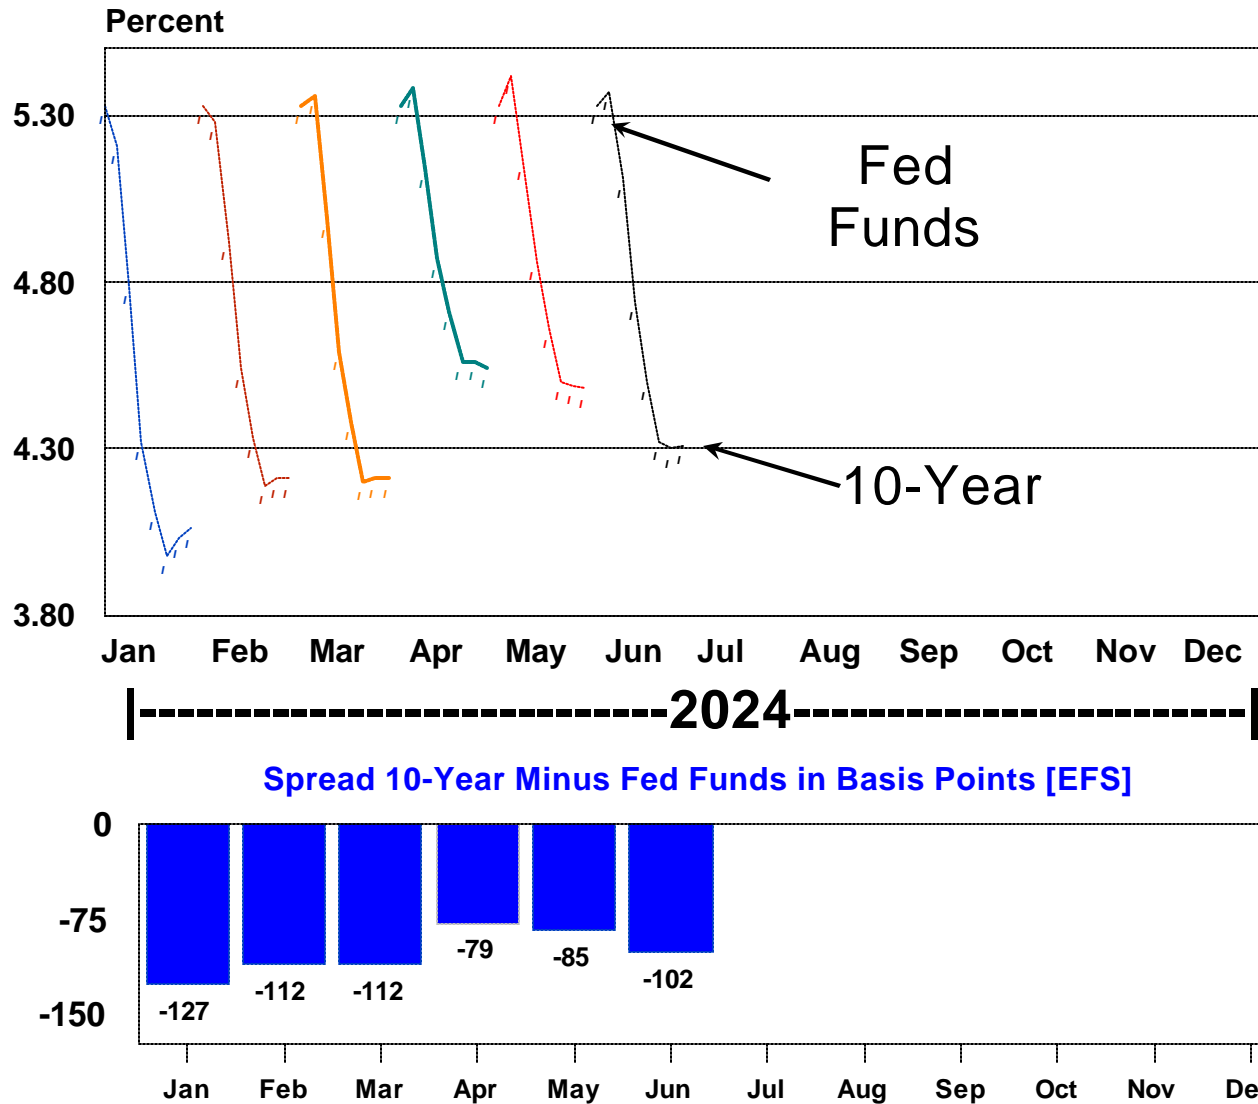 Percent
5.30
4.80
4.30
3.80
Fed
Funds
10-Year
Jan Feb Mar Apr May Jun Jul Aug Sep Oct Nov Dec
2024
Spread 10-Year Minus Fed Funds in Basis Points [EFS]
0
-75
-150
-127 -112 -112 -79 -85 -102
Jan Feb Mar Apr May Jun Jul Aug Sep Oct Nov De